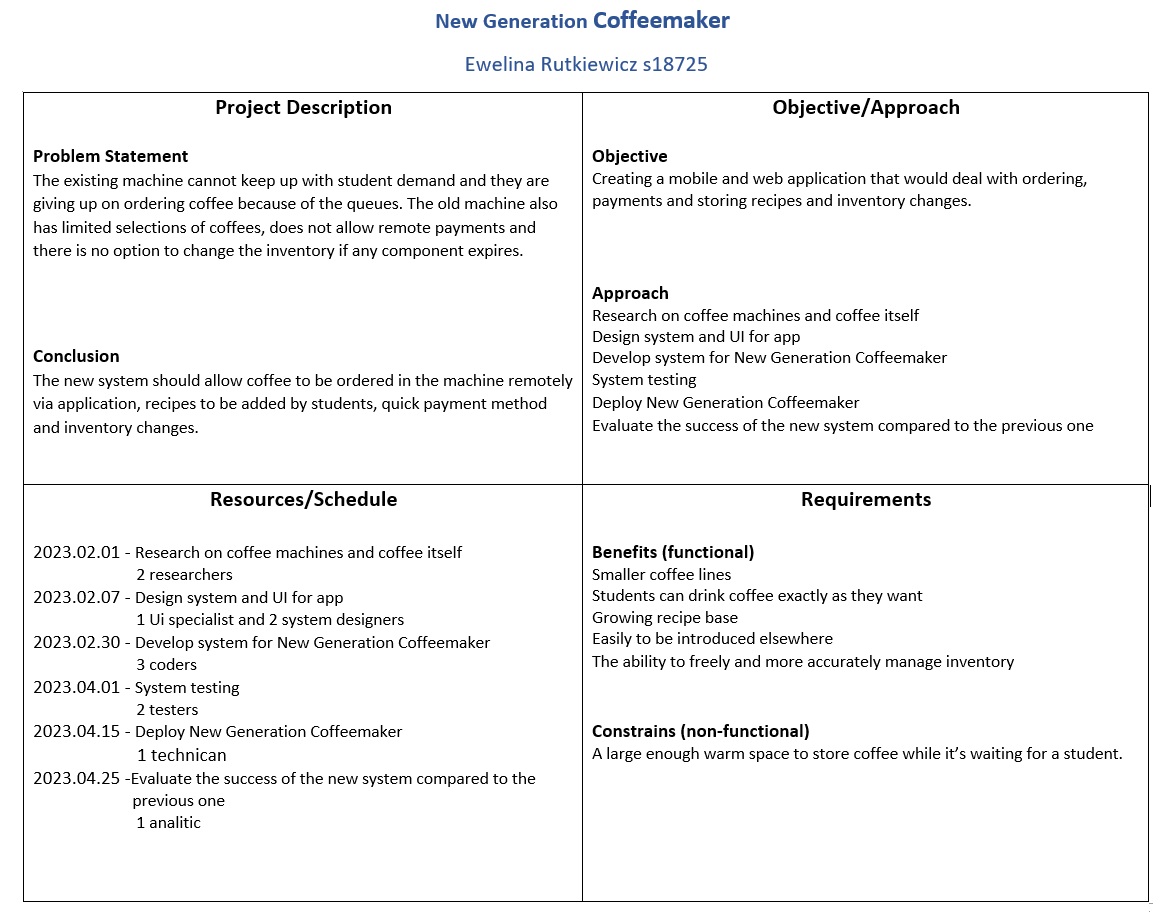 New Generation Coffeemaker
Ewelina Rutkiewicz s18725
Project Description
Problem Statement
The existing machine cannot keep up with student demand and they are
giving up on ordering coffee because of the queues. The old machine also
has limited selections of coffees, does not allow remote payments and
there is no option to change the inventory if any component expires.
Conclusion
The new system should allow coffee to be ordered in the machine remotely
via application, recipes to be added by students, quick payment method
and inventory changes.
Objective/Approach
Objective
Creating a mobile and web application that would deal with ordering,
payments and storing recipes and inventory changes.
Approach
Research on coffee machines and coffee itself
Design system and UI for app
Develop system for New Generation Coffeemaker
System testing
Deploy New Generation Coffeemaker
Evaluate the success of the new system compared to the previous one
Resources/Schedule
2023.02.01 - Research on coffee machines and coffee itself
2 researchers
2023.02.07 - Design system and UI for app
1 Ui specialist and 2 system designers
2023.02.30 - Develop system for New Generation Coffeemaker
3 coders
2023.04.01 - System testing
2 testers
2023.04.15 - Deploy New Generation Coffeemaker
1 technican
2023.04.25 -Evaluate the success of the new system compared to the
previous one
1 analitic
Requirements
Benefits (functional)
Smaller coffee lines
Students can drink coffee exactly as they want
Growing recipe base
Easily to be introduced elsewhere
The ability to freely and more accurately manage inventory
Constrains (non-functional)
A large enough warm space to store coffee while it’s waiting for a student.